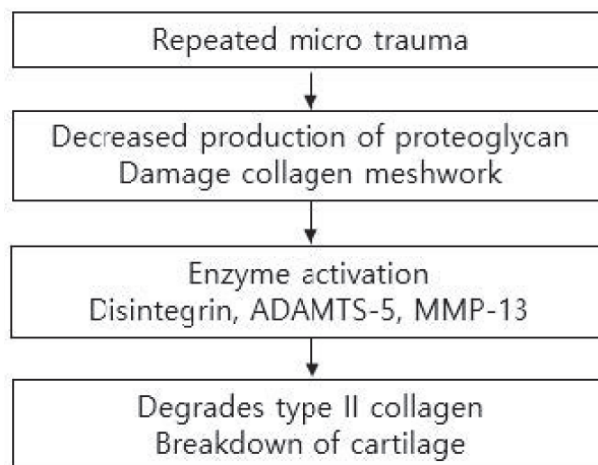 Repeated micro trauma
Decreased production of proteoglycan
Damage collagen meshwork
Enzyme activation
Disintegrin, ADAMTS-5, MMP-13
Degrades type II collagen
Breakdown of cartilage